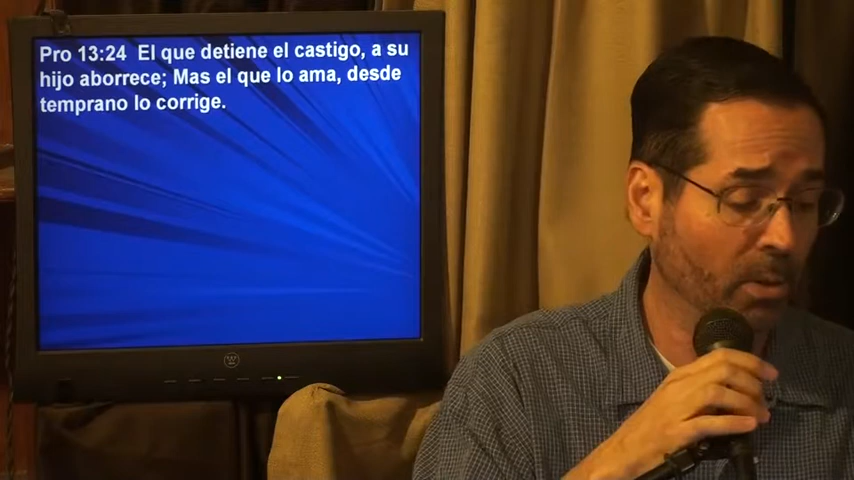 Pro 13:24 El que detiene el castigo, a su
hijo aborrece; Mas el que lo ama, desde
temprano lo corrige.